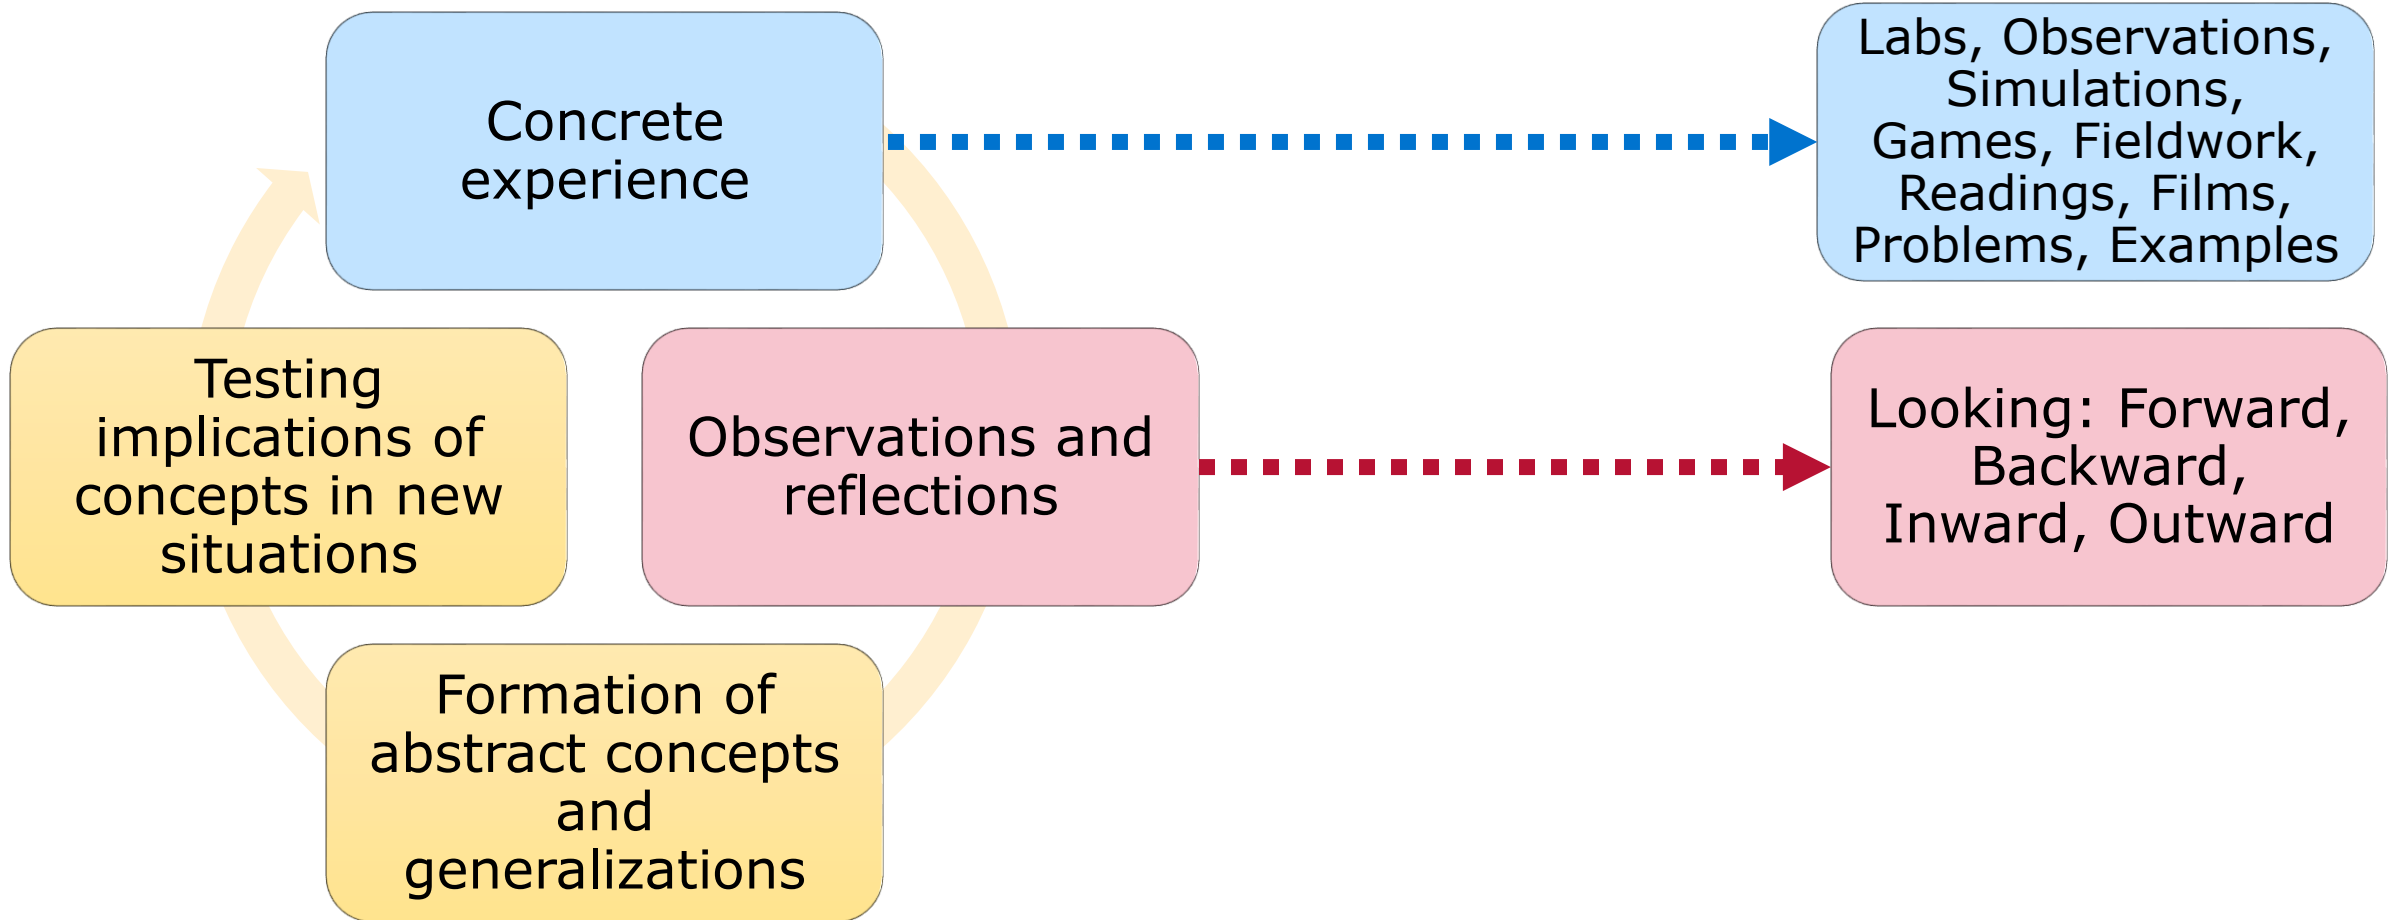 Concrete
experience
Labs, Observations,
Simulations,
Games, Fieldwork,
Readings, Films,
Problems, Examples
Testing
implications of
concepts in new
situations
Observations and
reflections
Looking: Forward,
Backward,
Inward, Outward
Formation of
abstract concepts
and
generalizations